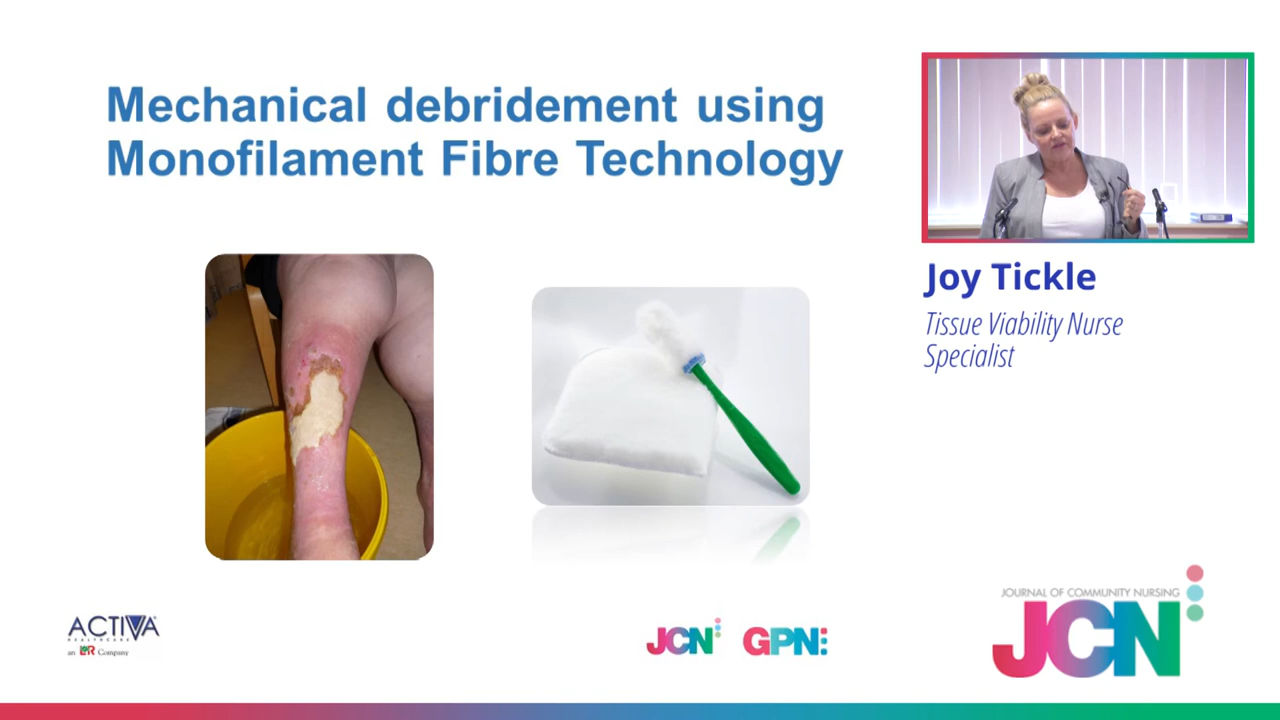 Mechanical debridement using
Monofilament Fibre Technology
Joy Tickle
Tissue Viability Nurse
Specialist
ACTIVA
HEALTHCARE
an L&R Company
JCN
GPN
JOURNAL OF COMMUNITY NURSING
JCN